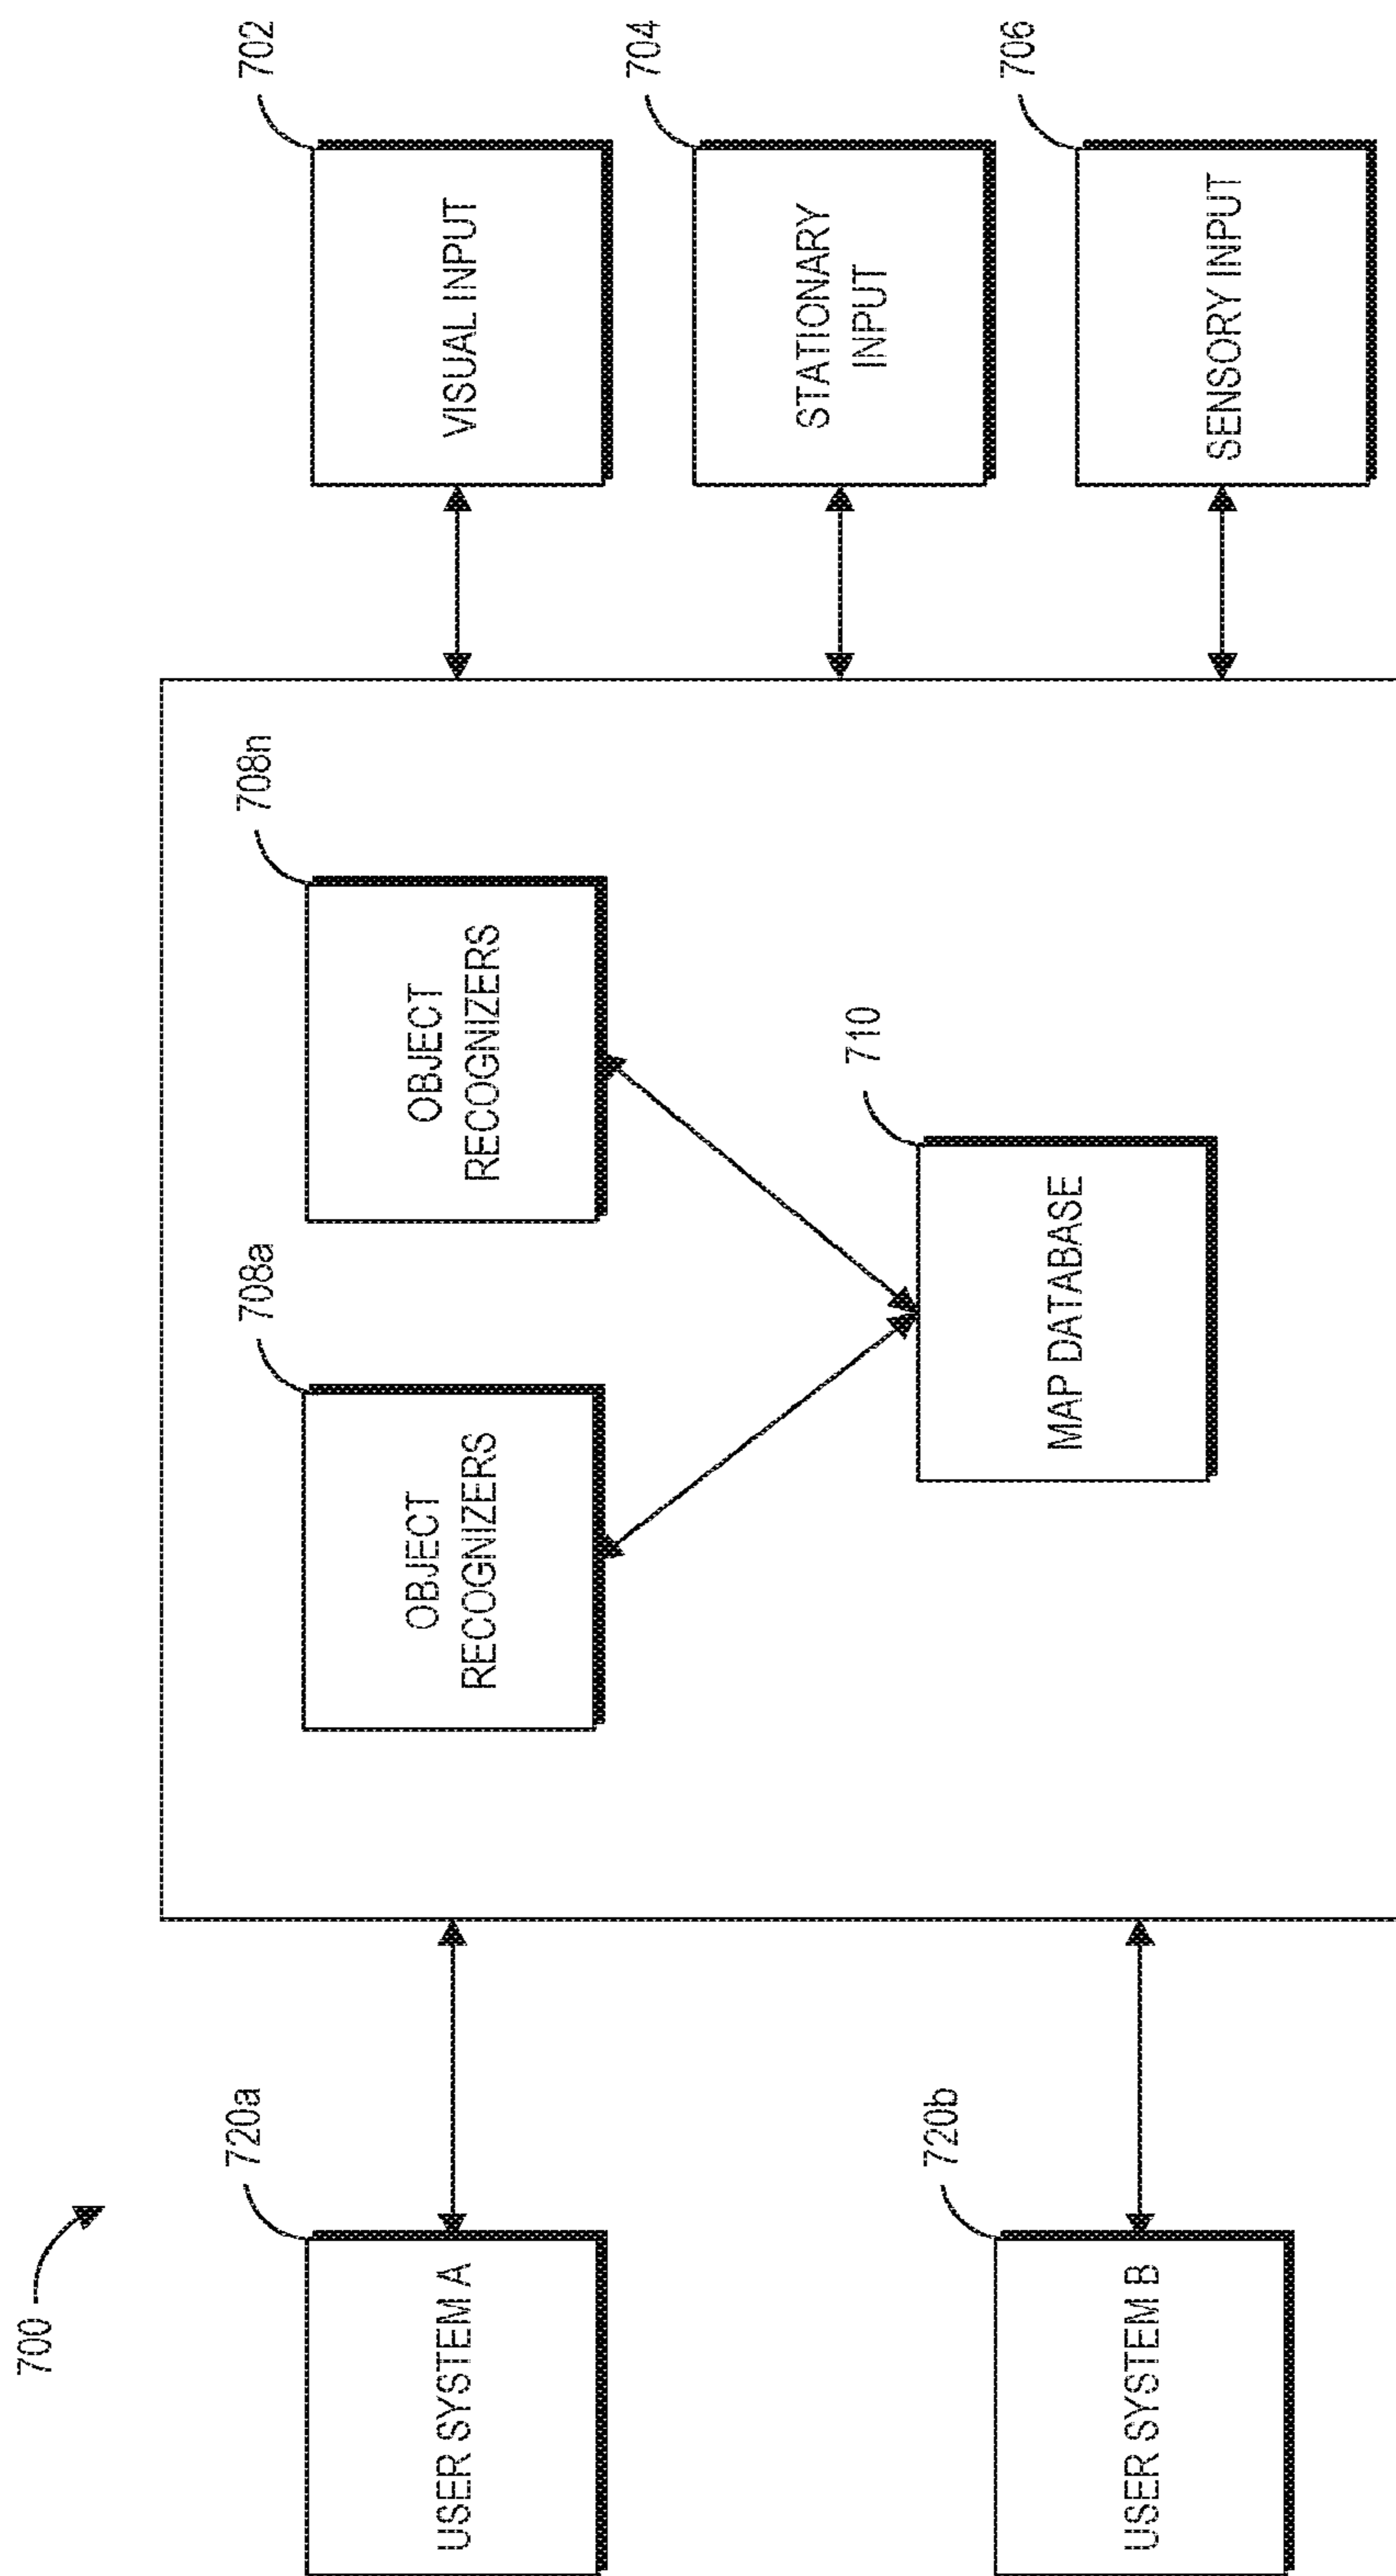 700
720a
USER SYSTEM A
720b
USER SYSTEM B
708a
OBJECT
RECOGNIZERS
708n
OBJECT
RECOGNIZERS
710
MAP DATABASE
702
VISUAL INPUT
704
STATIONARY
INPUT
706
SENSORY INPUT